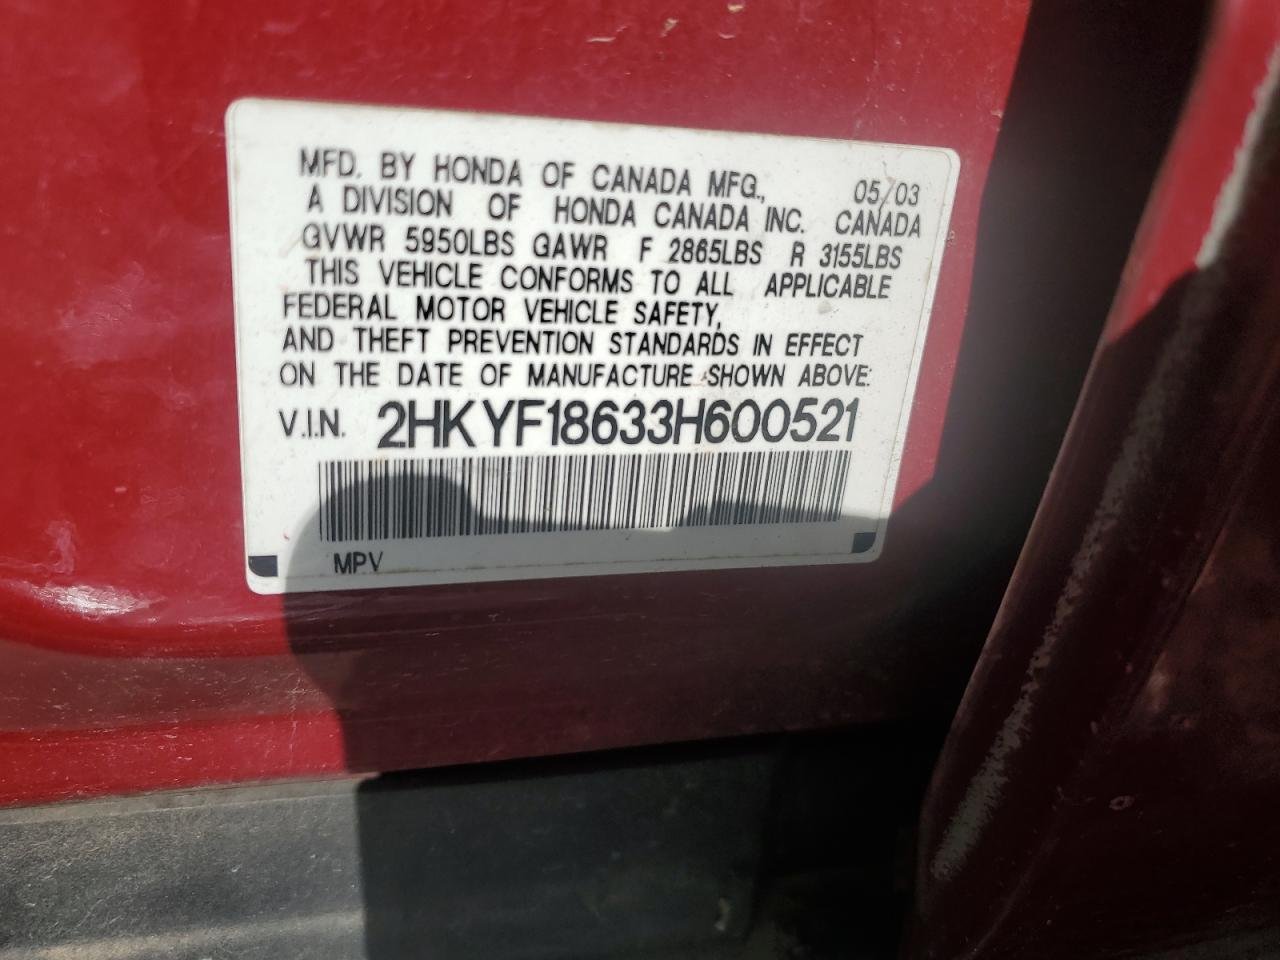 MFD. BY HONDA OF CANADA MFG., 05/03
A DIVISION OF HONDA CANADA INC. CANADA
GVWR 5950LBS GAWR F 2865LBS R 3155LBS
THIS VEHICLE CONFORMS TO ALL APPLICABLE
FEDERAL MOTOR VEHICLE SAFETY,
AND THEFT PREVENTION STANDARDS IN EFFECT
ON THE DATE OF MANUFACTURE SHOWN ABOVE:
V.I.N. 2HKYF18633H600521
MPV